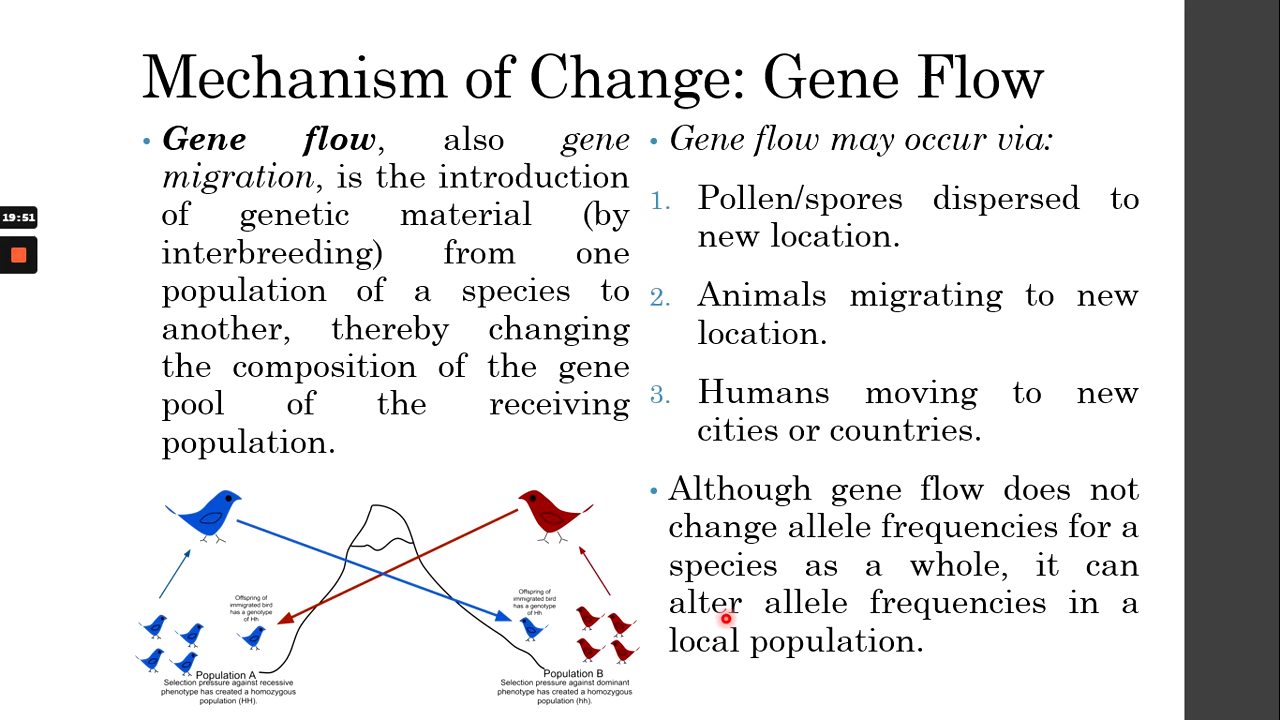 Mechanism of Change: Gene Flow
• Gene flow, also gene
migration, is the introduction
of genetic material (by
interbreeding) from one
population of a species to
another, thereby changing
the composition of the gene
pool of the receiving
population.
• Gene flow may occur via:
1. Pollen/spores dispersed to
new location.
2. Animals migrating to new
location.
3. Humans moving to new
cities or countries.
• Although gene flow does not
change allele frequencies for a
species as a whole, it can
alter allele frequencies in a
local population.
19:51
Offspring of
immigrated bird
has a genotype
of Hh
Offspring of
immigrated bird
has a genotype
of Hh
Population A
Selection pressure against recessive
phenotype has created a homozygous
population (HH).
Population B
Selection pressure against dominant
phenotype has created a homozygous
population (hh).